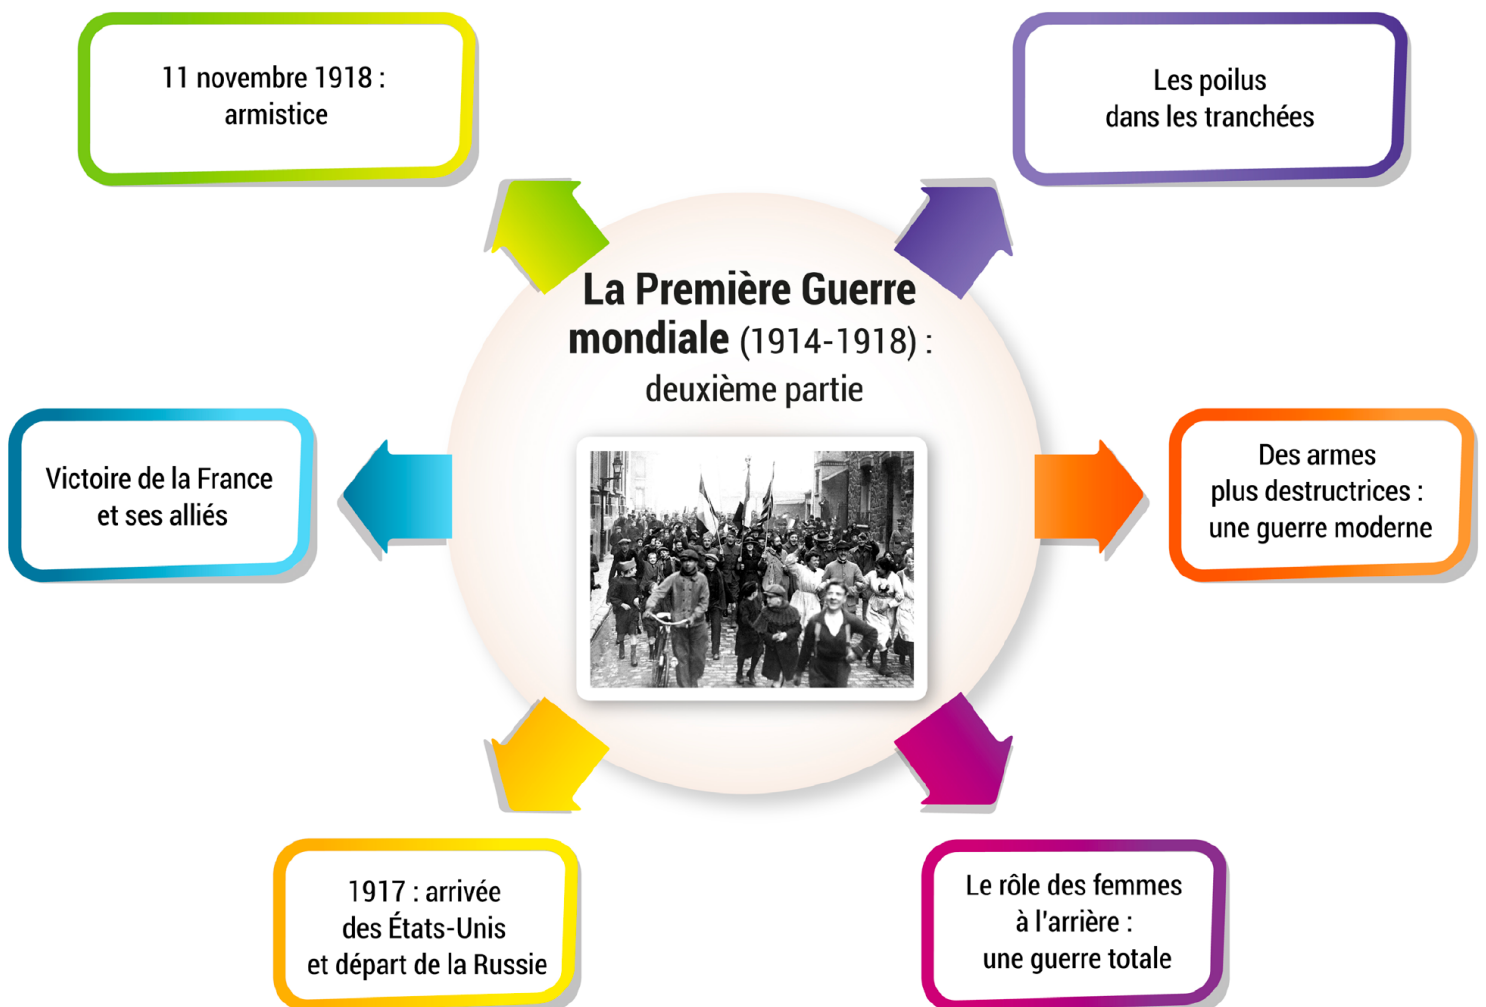 La Première Guerre
mondiale (1914-1918) :
deuxième partie
Les poilus
dans les tranchées
Des armes
plus destructrices :
une guerre moderne
Le rôle des femmes
à l'arrière :
une guerre totale
1917 : arrivée
des États-Unis
et départ de la Russie
Victoire de la France
et ses alliés
11 novembre 1918 :
armistice